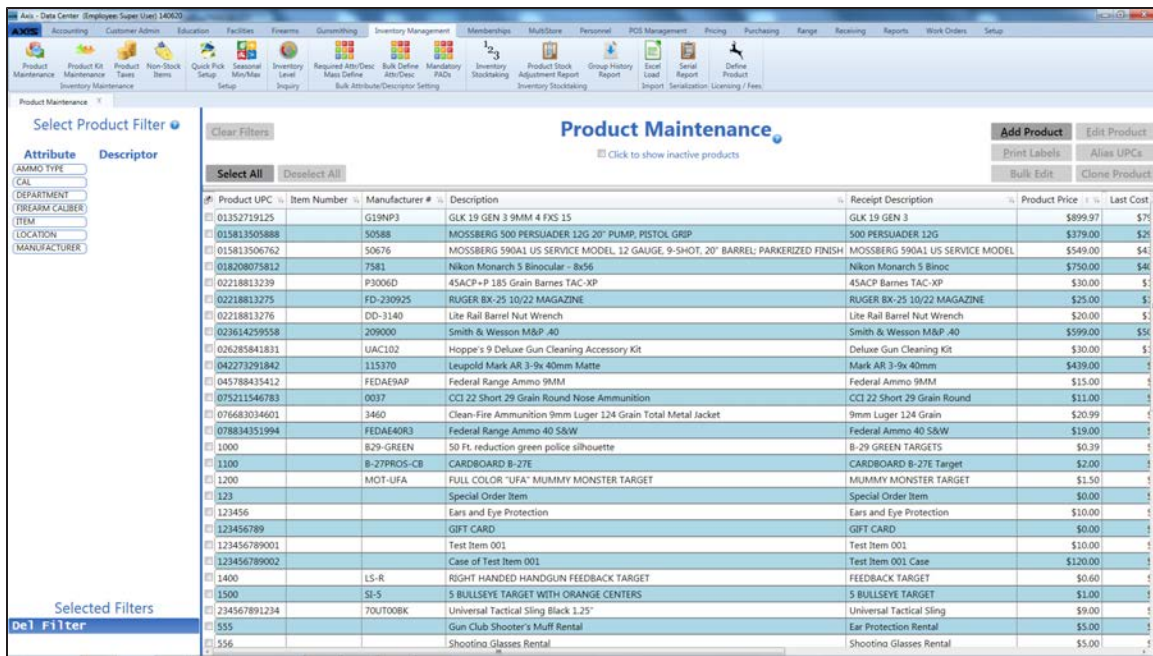 Axis - Data Center (Employee: Super User) 140620
AXIS Accounting Customer Admin Education Facilities Firearms Gunsmithing Inventory Management Memberships MultiStore Personnel POS Management Pricing Purchasing Range Receiving Reports Work Orders Setup
Product Maintenance Product Kit Maintenance Product Taxes Non-Stock Items Quick Pick Setup Seasonal Min/Max Inventory Level Required Attr/Desc Mass Define Bulk Define Attr/Desc Mandatory PADs Inventory Stocktaking Product Stock Adjustment Report Group History Report Excel Load Serial Report Define Product
Inventory Maintenance Setup Inquiry Bulk Attribute/Descriptor Setting Inventory Stocktaking Import Serialization Licensing / Fees
Product Maintenance X
Select Product Filter
Attribute Descriptor
AMMO TYPE
CAL
DEPARTMENT
FIREARM CALIBER
ITEM
LOCATION
MANUFACTURER
Selected Filters
Del Filter
Clear Filters
Product Maintenance
Click to show inactive products
Add Product Edit Product
Print Labels Alias UPCs
Select All Deselect All
Bulk Edit Clone Product
Product UPC Item Number Manufacturer # Description Receipt Description Product Price Last Cost
01352719125 G19NP3 GLK 19 GEN 3 9MM 4 FXS 15 GLK 19 GEN 3 $899.97 $79
015813505888 50588 MOSSBERG 500 PERSUADER 12G 20" PUMP, PISTOL GRIP 500 PERSUADER 12G $379.00 $29
015813506762 50676 MOSSBERG 590A1 US SERVICE MODEL, 12 GAUGE, 9-SHOT, 20" BARREL; PARKERIZED FINISH MOSSBERG 590A1 US SERVICE MODEL $549.00 $43
018208075812 7581 Nikon Monarch 5 Binocular - 8x56 Nikon Monarch 5 Binoc $750.00 $40
02218813239 P3006D 45ACP+P 185 Grain Barnes TAC-XP 45ACP Barnes TAC-XP $30.00
02218813275 FD-230925 RUGER BX-25 10/22 MAGAZINE RUGER BX-25 10/22 MAGAZINE $25.00
02218813276 DD-3140 Lite Rail Barrel Nut Wrench Lite Rail Barrel Nut Wrench $20.00
023614259558 209000 Smith & Wesson M&P .40 Smith & Wesson M&P .40 $599.00 $50
026285841831 UAC102 Hoppe's 9 Deluxe Gun Cleaning Accessory Kit Deluxe Gun Cleaning Kit $30.00
042273291842 115370 Leupold Mark AR 3-9x 40mm Matte Mark AR 3-9x 40mm $439.00
045788435412 FEDAE9AP Federal Range Ammo 9MM Federal Ammo 9MM $15.00
075211546783 0037 CCI 22 Short 29 Grain Round Nose Ammunition CCI 22 Short 29 Grain Round $11.00
076683034601 3460 Clean-Fire Ammunition 9mm Luger 124 Grain Total Metal Jacket 9mm Luger 124 Grain $20.99
078834351994 FEDAE40R3 Federal Range Ammo 40 S&W Federal Ammo 40 S&W $19.00
1000 B29-GREEN 50 Ft. reduction green police silhouette B-29 GREEN TARGETS $0.39
1100 B-27PROS-CB CARDBOARD B-27E CARDBOARD B-27E Target $2.00
1200 MOT-UFA FULL COLOR "UFA" MUMMY MONSTER TARGET MUMMY MONSTER TARGET $1.50
123 Special Order Item Special Order Item $0.00
123456 Ears and Eye Protection Ears and Eye Protection $10.00
123456789 GIFT CARD GIFT CARD $0.00
123456789001 Test Item 001 Test Item 001 $10.00
123456789002 Case of Test Item 001 Test Item 001 Case $120.00
1400 LS-R RIGHT HANDED HANDGUN FEEDBACK TARGET FEEDBACK TARGET $0.60
1500 SI-5 5 BULLSEYE TARGET WITH ORANGE CENTERS 5 BULLSEYE TARGET $1.00
234567891234 70UT00BK Universal Tactical Sling Black 1.25" Universal Tactical Sling $9.00
555 Gun Club Shooter's Muff Rental Ear Protection Rental $5.00
556 Shooting Glasses Rental Shooting Glasses Rental $5.00